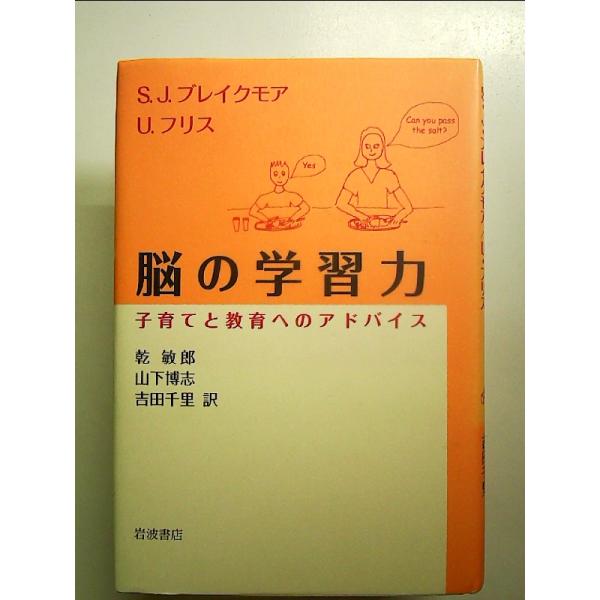 S.J.ブレイクモア
U.フリス
Can you pass
the salt?
Yes
脳の学習力
子育てと教育へのアドバイス
乾 敏郎
山下博志
吉田千里 訳
岩波書店